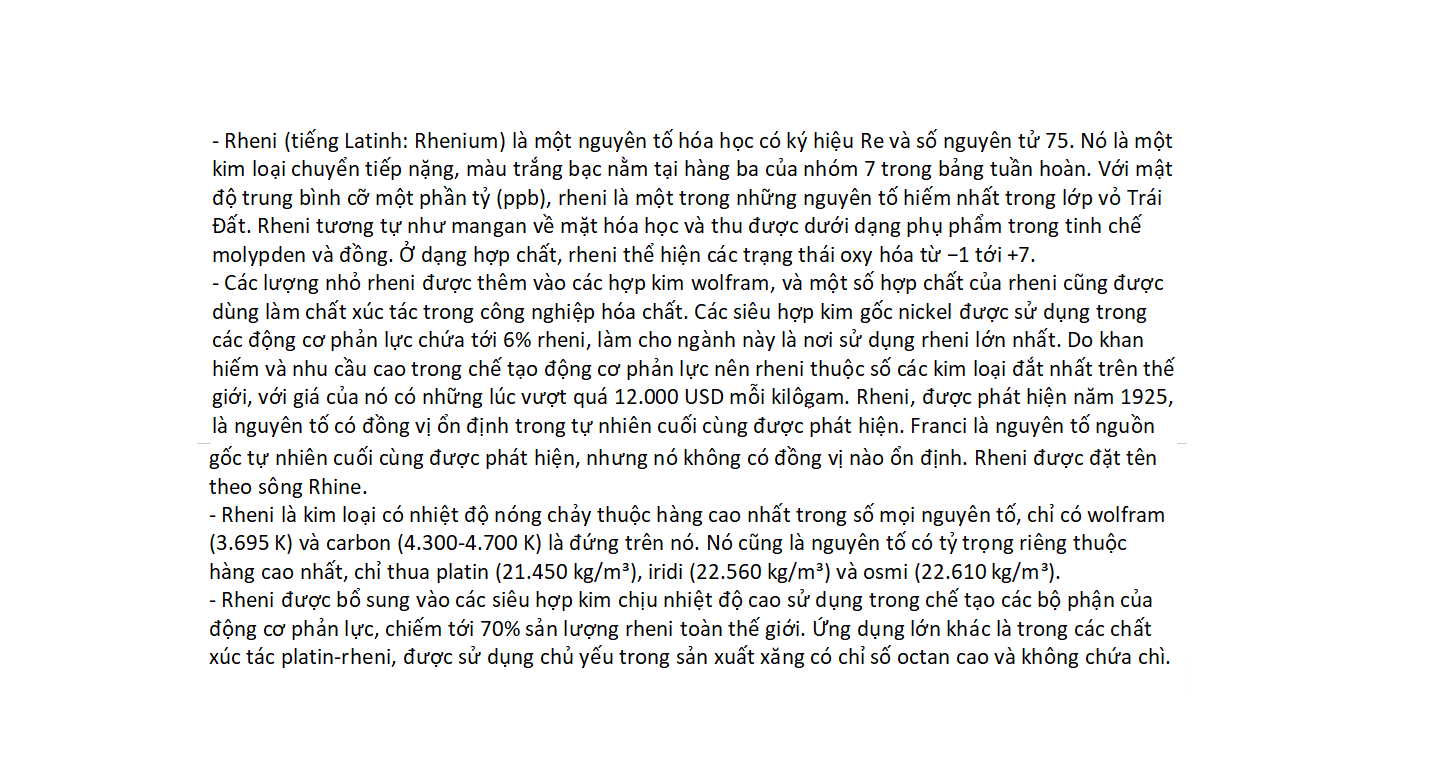 - Rheni (tiếng Latinh: Rhenium) là một nguyên tố hóa học có ký hiệu Re và số nguyên tử 75. Nó là một
kim loại chuyển tiếp nặng, màu trắng bạc nằm tại hàng ba của nhóm 7 trong bảng tuần hoàn. Với mật
độ trung bình cỡ một phần tỷ (ppb), rheni là một trong những nguyên tố hiếm nhất trong lớp vỏ Trái
Đất. Rheni tương tự như mangan về mặt hóa học và thu được dưới dạng phụ phẩm trong tinh chế
molypden và đồng. Ở dạng hợp chất, rheni thể hiện các trạng thái oxy hóa từ −1 tới +7.
- Các lượng nhỏ rheni được thêm vào các hợp kim wolfram, và một số hợp chất của rheni cũng được
dùng làm chất xúc tác trong công nghiệp hóa chất. Các siêu hợp kim gốc nickel được sử dụng trong
các động cơ phản lực chứa tới 6% rheni, làm cho ngành này là nơi sử dụng rheni lớn nhất. Do khan
hiếm và nhu cầu cao trong chế tạo động cơ phản lực nên rheni thuộc số các kim loại đắt nhất trên thế
giới, với giá của nó có những lúc vượt quá 12.000 USD mỗi kilôgam. Rheni, được phát hiện năm 1925,
là nguyên tố có đồng vị ổn định trong tự nhiên cuối cùng được phát hiện. Franci là nguyên tố nguồn
gốc tự nhiên cuối cùng được phát hiện, nhưng nó không có đồng vị nào ổn định. Rheni được đặt tên
theo sông Rhine.
- Rheni là kim loại có nhiệt độ nóng chảy thuộc hàng cao nhất trong số mọi nguyên tố, chỉ có wolfram
(3.695 K) và carbon (4.300-4.700 K) là đứng trên nó. Nó cũng là nguyên tố có tỷ trọng riêng thuộc
hàng cao nhất, chỉ thua platin (21.450 kg/m³), iridi (22.560 kg/m³) và osmi (22.610 kg/m³).
- Rheni được bổ sung vào các siêu hợp kim chịu nhiệt độ cao sử dụng trong chế tạo các bộ phận của
động cơ phản lực, chiếm tới 70% sản lượng rheni toàn thế giới. Ứng dụng lớn khác là trong các chất
xúc tác platin-rheni, được sử dụng chủ yếu trong sản xuất xăng có chỉ số octan cao và không chứa chì.